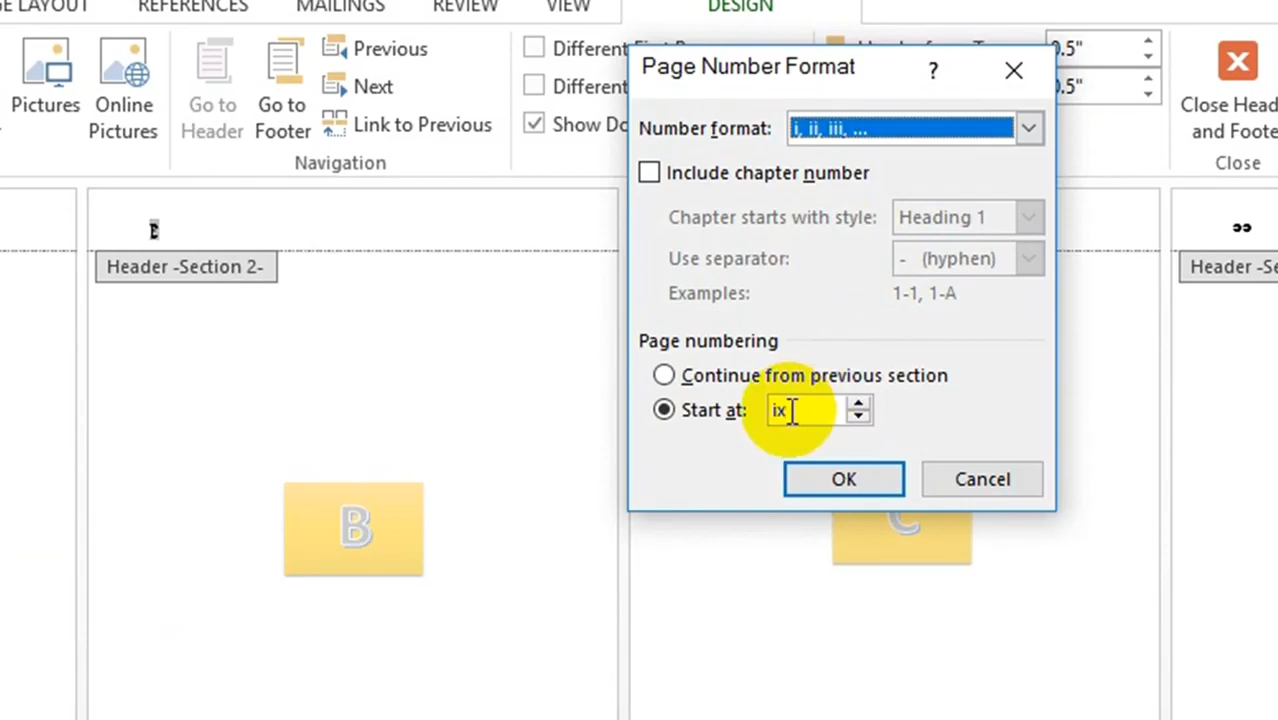 REFERENCES MAILINGS REVIEW VIEW DESIGN
Pictures
Online Pictures
Go to Header
Go to Footer
Previous
Next
Link to Previous
Navigation
Different
Different
Show Do
0.5"
0.5"
Close Head
and Foote
Close
Page Number Format
?
Number format: i, ii, iii, ...
Include chapter number
Chapter starts with style: Heading 1
Use separator: - (hyphen)
Examples: 1-1, 1-A
Page numbering
Continue from previous section
Start at: ix
OK Cancel
Header -Section 2-
Header -Se
B
C